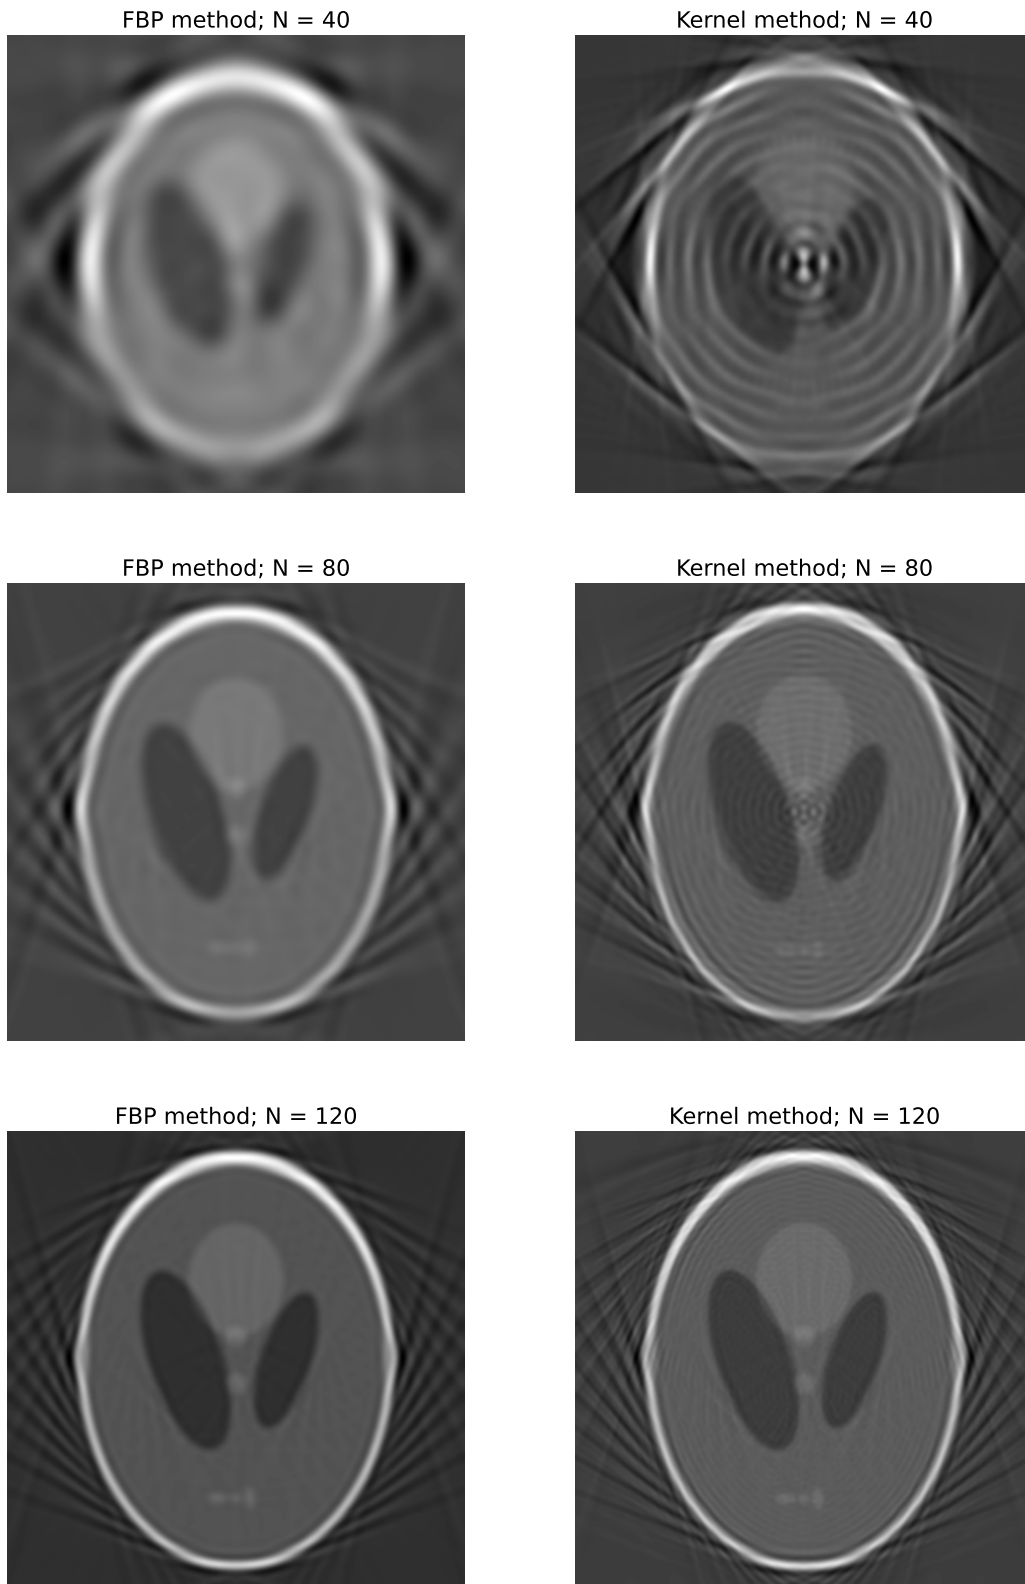 FBP method; N = 40
Kernel method; N = 40
FBP method; N = 80
Kernel method; N = 80
FBP method; N = 120
Kernel method; N = 120